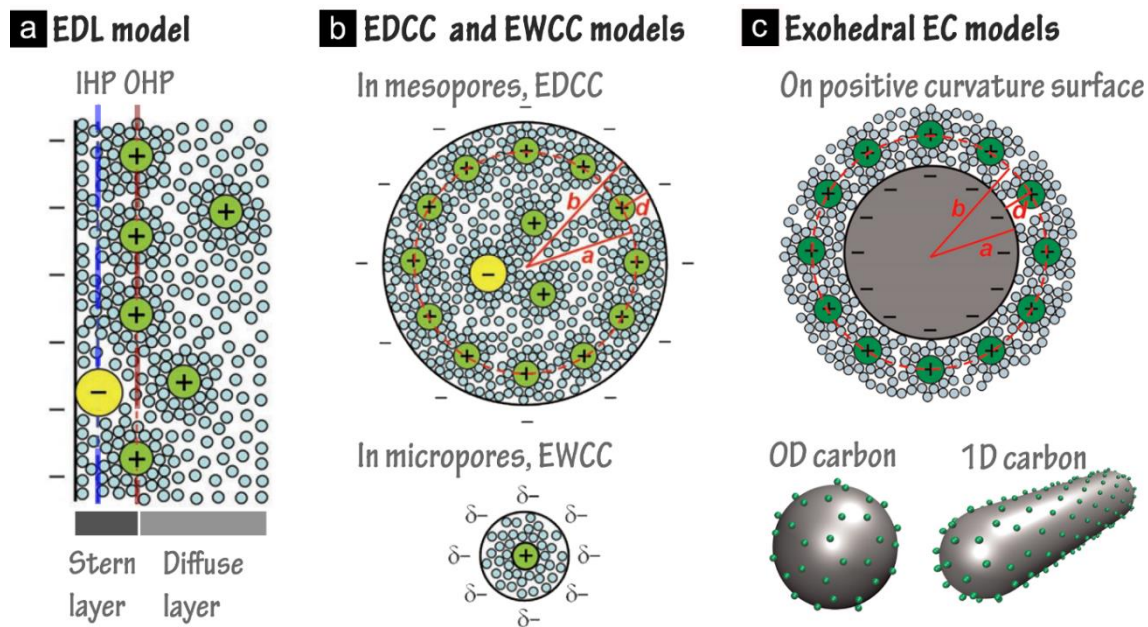 a EDL model
IHP OHP
Stern
layer
Diffuse
layer
b EDCC and EWCC models
In mesopores, EDCC
b
d
a
In micropores, EWCC
δ−
δ−
δ−
δ−
δ−
δ−
δ−
δ−
c Exohedral EC models
On positive curvature surface
b
d
a
0D carbon
1D carbon